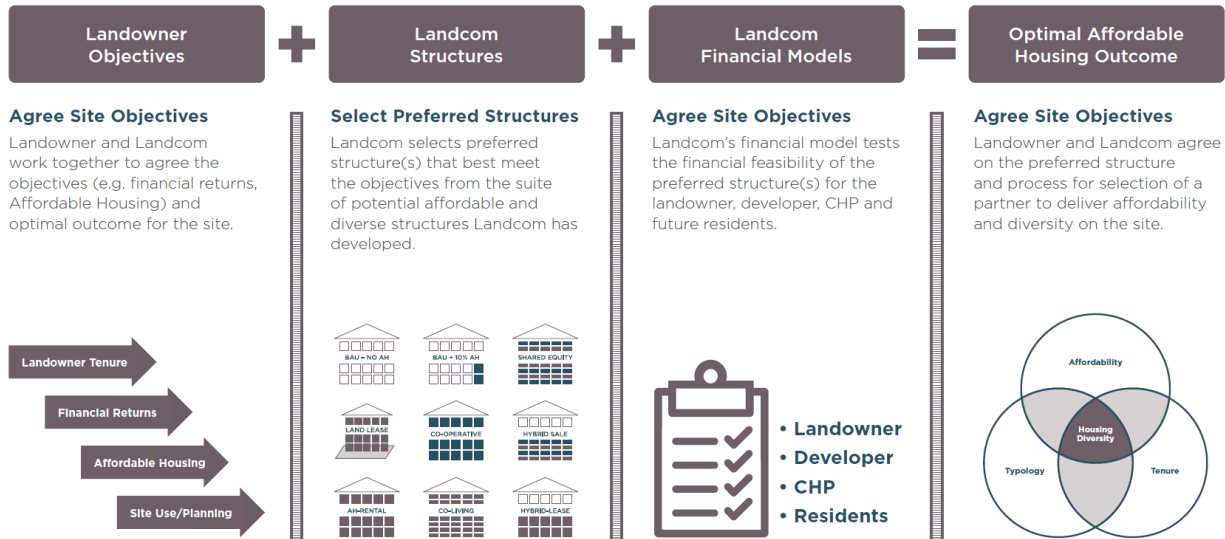 Landowner
Objectives
Landcom
Structures
Landcom
Financial Models
Optimal Affordable
Housing Outcome
Agree Site Objectives
Landowner and Landcom
work together to agree the
objectives (e.g. financial returns,
Affordable Housing) and
optimal outcome for the site.
Select Preferred Structures
Landcom selects preferred
structure(s) that best meet
the objectives from the suite
of potential affordable and
diverse structures Landcom has
developed.
Agree Site Objectives
Landcom's financial model tests
the financial feasibility of the
preferred structure(s) for the
landowner, developer, CHP and
future residents.
Agree Site Objectives
Landowner and Landcom agree
on the preferred structure
and process for selection of a
partner to deliver affordability
and diversity on the site.
Landowner Tenure
Financial Returns
Affordable Housing
Site Use/Planning
BAU – NO AH
BAU + 10% AH
SHARED EQUITY
LAND LEASE
CO-OPERATIVE
HYBRID SALE
AH-RENTAL
CO-LIVING
HYBRID-LEASE
• Landowner
• Developer
• CHP
• Residents
Affordability
Housing
Diversity
Typology
Tenure